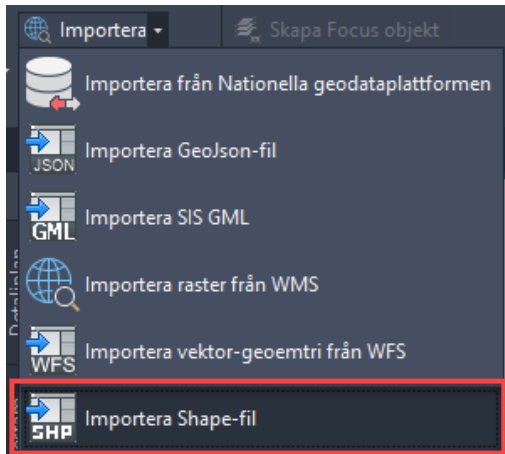 Importera
Skapa Focus objekt
Importera från Nationella geodataplattformen
JSON
Importera GeoJson-fil
GML
Importera SIS GML
Importera raster från WMS
WFS
Importera vektor-geoemtri från WFS
SHP
Importera Shape-fil
Detaljplan